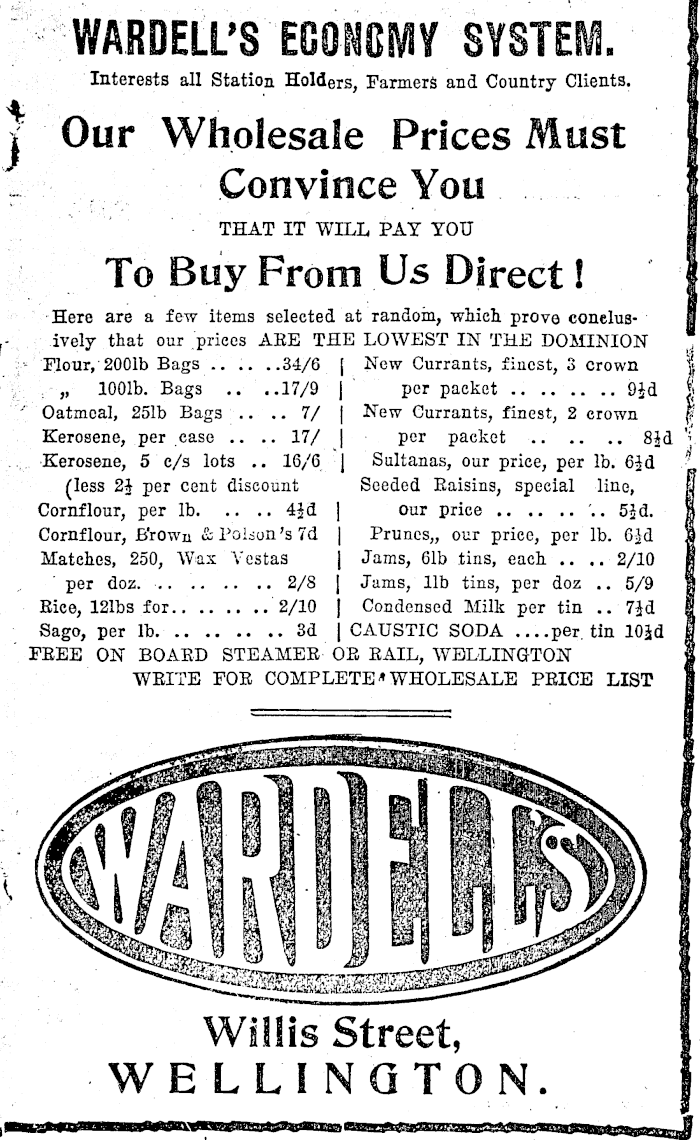 WARDELL'S ECONOMY SYSTEM.
Interests all Station Holders, Farmers and Country Clients.
Our Wholesale Prices Must
Convince You
THAT IT WILL PAY YOU
To Buy From Us Direct!
Here are a few items selected at random, which prove conclus-
ively that our prices ARE THE LOWEST IN THE DOMINION
Flour, 200lb Bags .. .. ..34/6
„ 100lb. Bags .. ..17/9
Oatmeal, 25lb Bags .. .. 7/
Kerosene, per case .. .. 17/
Kerosene, 5 c/s lots .. 16/6
(less 2½ per cent discount
Cornflour, per lb. .. .. 4½d
Cornflour, Brown & Polson's 7d
Matches, 250, Wax Vestas
per doz. .. .. .. .. 2/8
Rice, 12lbs for.. .. .. .. 2/10
Sago, per lb. .. .. .. .. 3d
New Currants, finest, 3 crown
per packet .. .. .. .. 9½d
New Currants, finest, 2 crown
per packet .. .. .. 8½d
Sultanas, our price, per lb. 6½d
Seeded Raisins, special line,
our price .. .. .. .. 5½d.
Prunes,, our price, per lb. 6½d
Jams, 6lb tins, each .. .. 2/10
Jams, 1lb tins, per doz .. 5/9
Condensed Milk per tin .. 7½d
CAUSTIC SODA ....per tin 10½d
FREE ON BOARD STEAMER OR RAIL, WELLINGTON
WRITE FOR COMPLETE WHOLESALE PRICE LIST
WARDELL'S
Willis Street,
WELLINGTON.